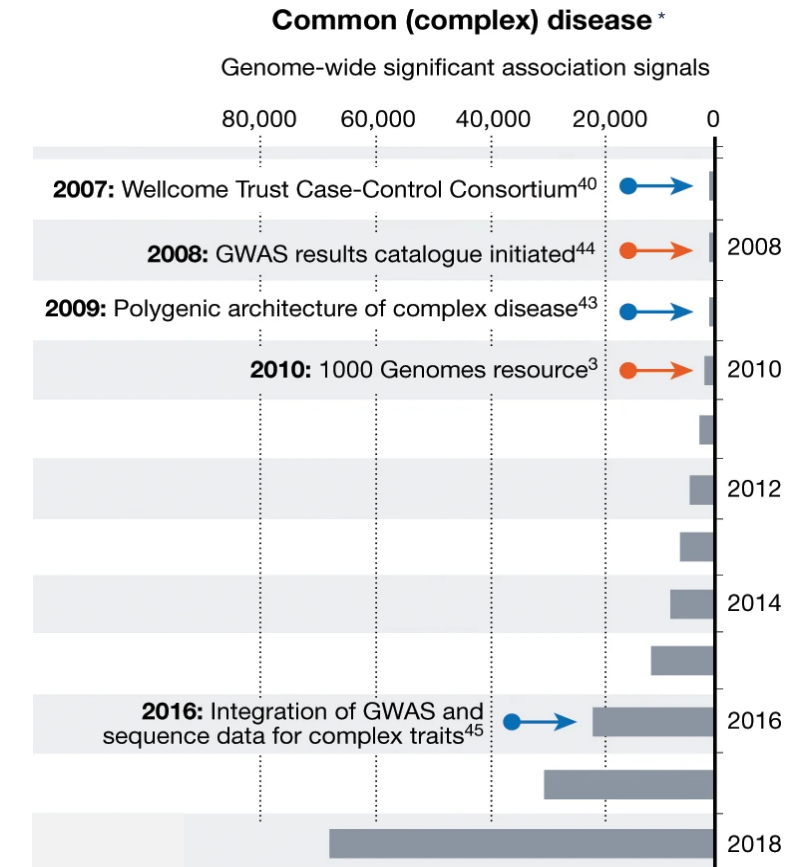 Common (complex) disease *
Genome-wide significant association signals
80,000 60,000 40,000 20,000 0
2007: Wellcome Trust Case-Control Consortium40
2008: GWAS results catalogue initiated44
2008
2009: Polygenic architecture of complex disease43
2010: 1000 Genomes resource3
2010
2012
2014
2016: Integration of GWAS and
sequence data for complex traits45
2016
2018